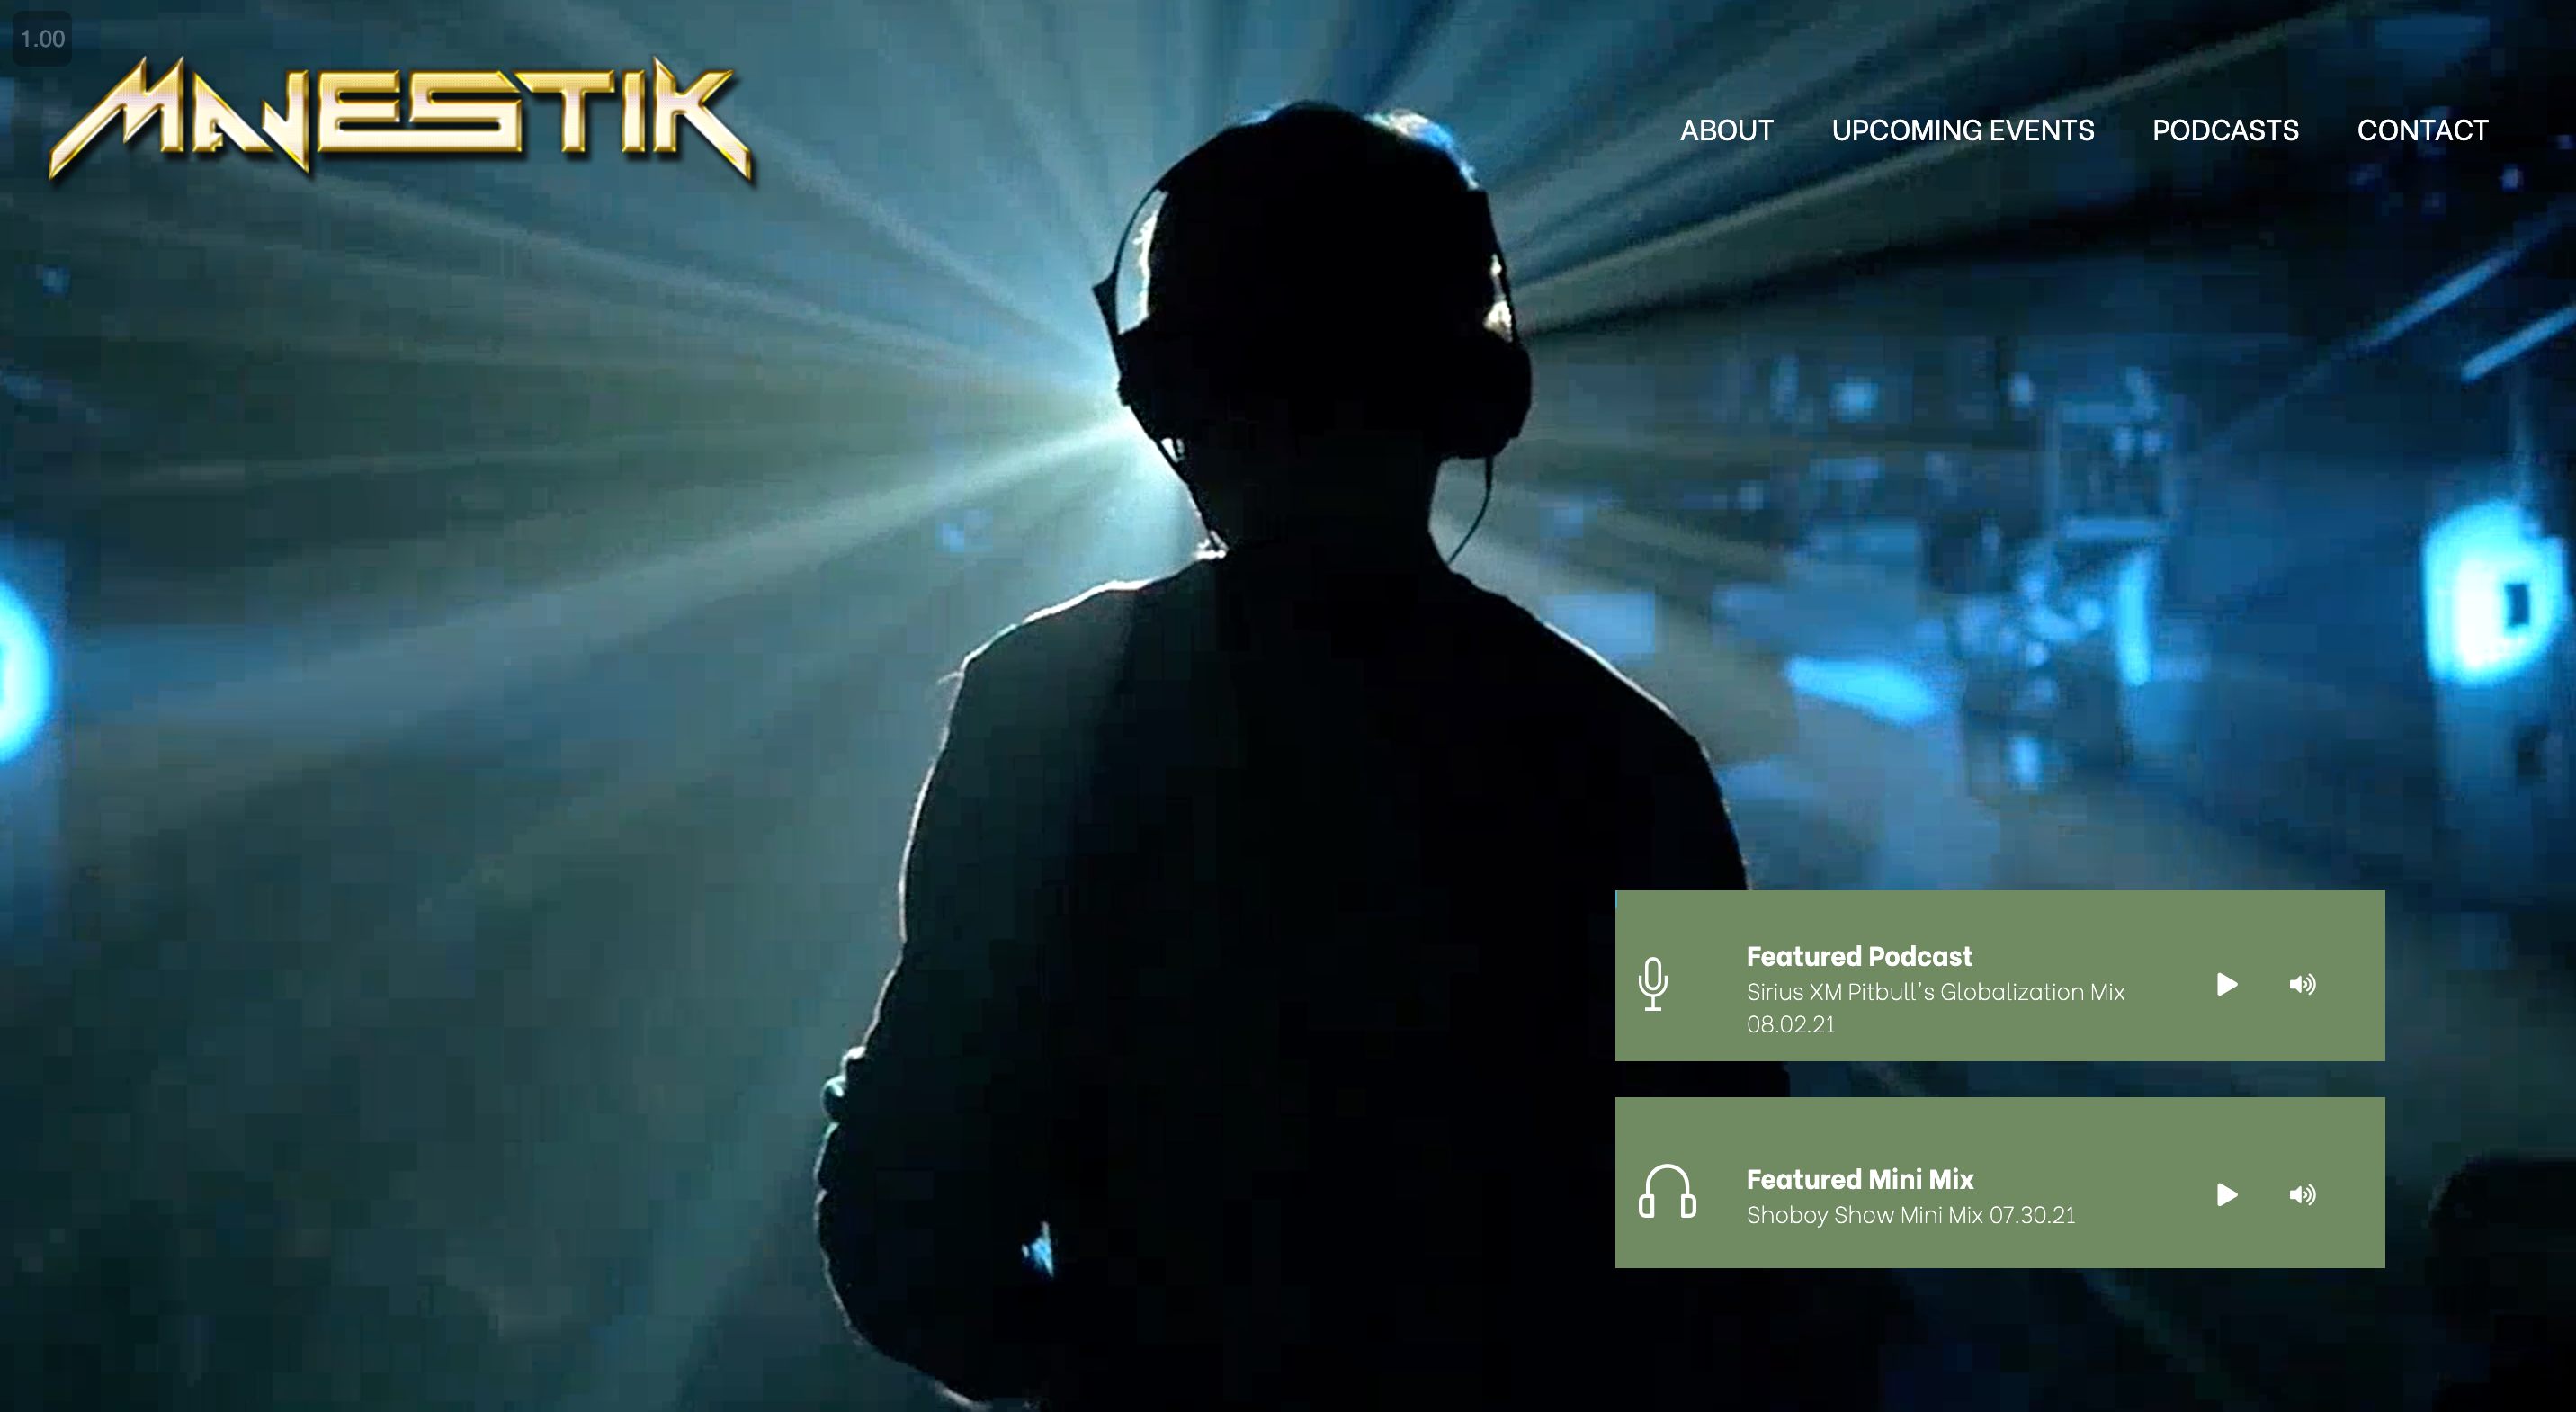 1.00
MAJESTIK
ABOUT UPCOMING EVENTS PODCASTS CONTACT
Featured Podcast
Sirius XM Pitbull's Globalization Mix
08.02.21
Featured Mini Mix
Shoboy Show Mini Mix 07.30.21